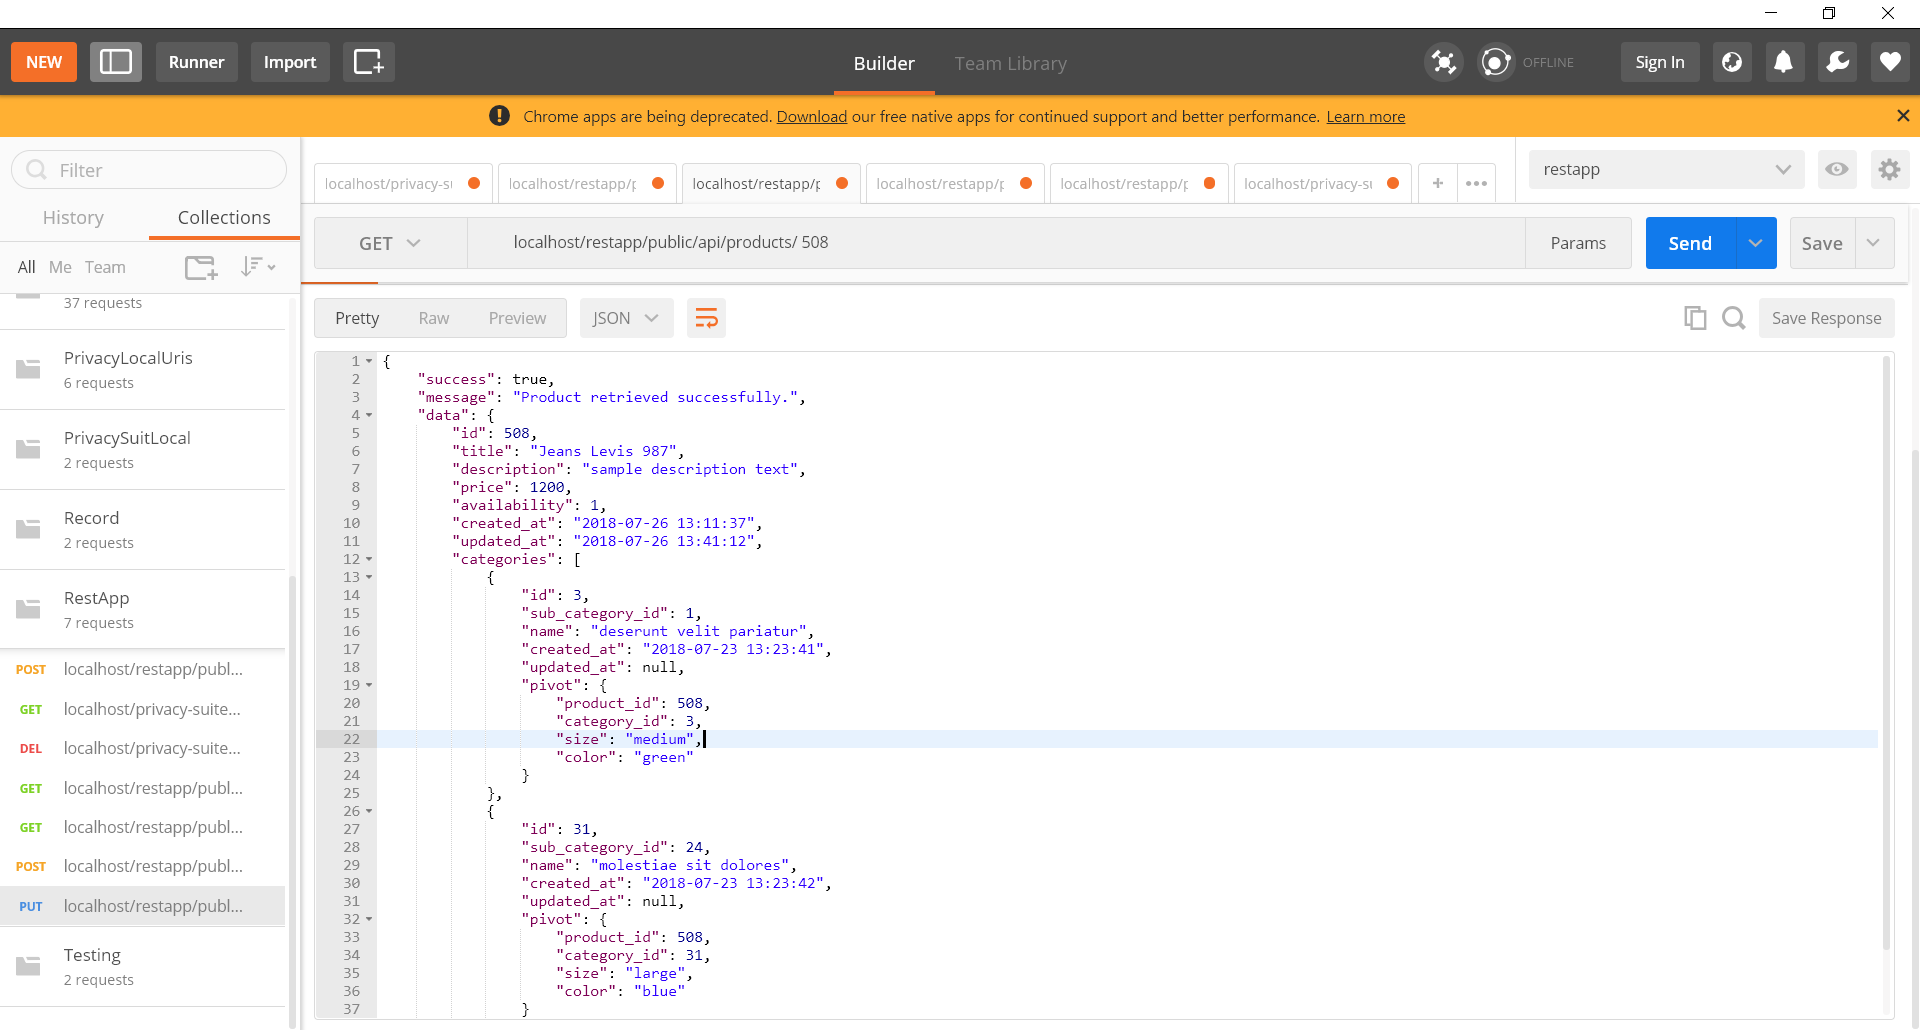 NEW
Runner
Import
Builder
Team Library
OFFLINE
Sign In
Chrome apps are being deprecated. Download our free native apps for continued support and better performance. Learn more
Filter
History
Collections
All Me Team
37 requests
PrivacyLocalUris
6 requests
PrivacySuitLocal
2 requests
Record
2 requests
RestApp
7 requests
POST localhost/restapp/publ...
GET localhost/privacy-suite...
DEL localhost/privacy-suite...
GET localhost/restapp/publ...
GET localhost/restapp/publ...
POST localhost/restapp/publ...
PUT localhost/restapp/publ...
Testing
2 requests
localhost/privacy-s
localhost/restapp/p
localhost/restapp/p
localhost/restapp/p
localhost/restapp/p
localhost/privacy-su
+
restapp
GET
localhost/restapp/public/api/products/ 508
Params
Send
Save
Pretty
Raw
Preview
JSON
Save Response
1 {
2 "success": true,
3 "message": "Product retrieved successfully.",
4 "data": {
5 "id": 508,
6 "title": "Jeans Levis 987",
7 "description": "sample description text",
8 "price": 1200,
9 "availability": 1,
10 "created_at": "2018-07-26 13:11:37",
11 "updated_at": "2018-07-26 13:41:12",
12 "categories": [
13 {
14 "id": 3,
15 "sub_category_id": 1,
16 "name": "deserunt velit pariatur",
17 "created_at": "2018-07-23 13:23:41",
18 "updated_at": null,
19 "pivot": {
20 "product_id": 508,
21 "category_id": 3,
22 "size": "medium",
23 "color": "green"
24 }
25 },
26 {
27 "id": 31,
28 "sub_category_id": 24,
29 "name": "molestiae sit dolores",
30 "created_at": "2018-07-23 13:23:42",
31 "updated_at": null,
32 "pivot": {
33 "product_id": 508,
34 "category_id": 31,
35 "size": "large",
36 "color": "blue"
37 }